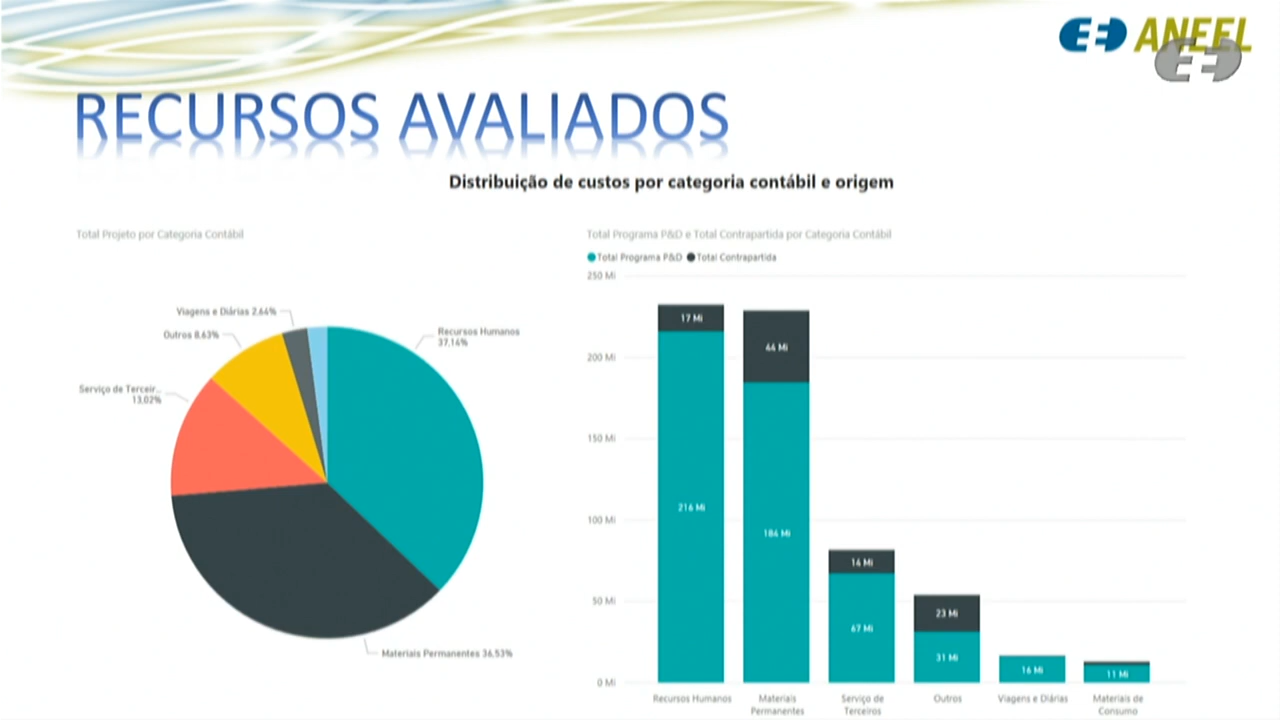 ANEEL
RECURSOS AVALIADOS
Distribuição de custos por categoria contábil e origem
Total Projeto por Categoria Contábil
Viagens e Diárias 2,64%
Outros 8,63%
Serviço de Terceir...
13,02%
Recursos Humanos
37,14%
Materiais Permanentes 36,53%
Total Programa P&D e Total Contrapartida por Categoria Contábil
Total Programa P&D Total Contrapartida
250 Mi
200 Mi
150 Mi
100 Mi
50 Mi
0 Mi
17 Mi
216 Mi
44 Mi
184 Mi
14 Mi
67 Mi
23 Mi
31 Mi
16 Mi
11 Mi
Recursos Humanos
Materiais
Permanentes
Serviço de
Terceiros
Outros
Viagens e Diárias
Materiais de
Consumo